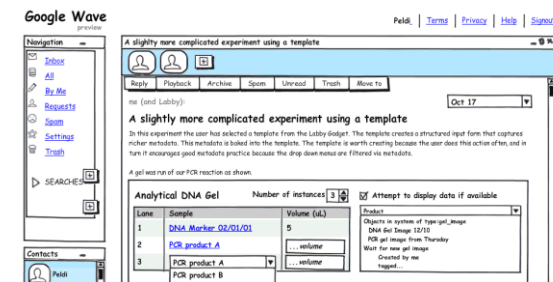 Google Wave
preview
Peldi Terms Privacy Help Signout
Navigation
Inbox
All
By Me
Requests
Spam
Settings
Trash
SEARCHES
Contacts
Peldi
A slighlty more complicated experiment using a template
Reply Playback Archive Spam Unread Trash Move to
me (and Labby):
Oct 17
A slightly more complicated experiment using a template
In this experiment the user has selected a template from the Labby Gadget. The template creates a structured input form that captures
richer metadata. This metadata is baked into the template. The template is worth creating because the user does this action often, and in
turn it encourages good metadata practice because the drop down menus are filtered via metadata.
A gel was run of our PCR reaction as shown.
Analytical DNA Gel Number of instances 3
Lane Sample Volume (uL)
1 DNA Marker 02/01/01 5
2 PCR product A ...volume
3 PCR product A ...volume
PCR product B
Attempt to display data if available
Product
Objects in system of type:gel_image
DNA Gel Image 12/10
PCR gel image from Thursday
Wait for new gel image
Created by me
tagged...